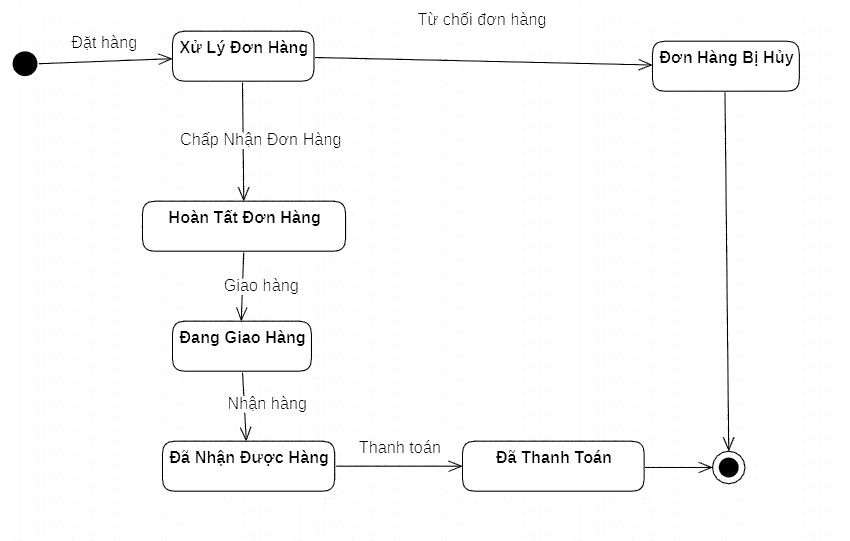 Từ chối đơn hàng
Đặt hàng
Xử Lý Đơn Hàng
Đơn Hàng Bị Hủy
Chấp Nhận Đơn Hàng
Hoàn Tất Đơn Hàng
Giao hàng
Đang Giao Hàng
Nhận hàng
Đã Nhận Được Hàng
Thanh toán
Đã Thanh Toán